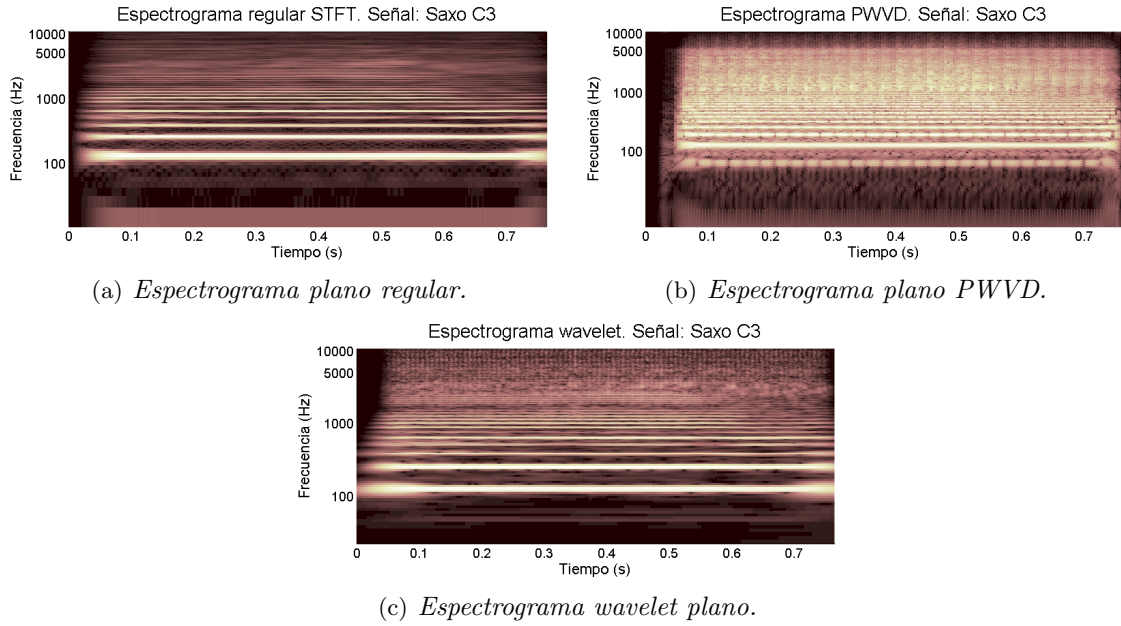 Espectrograma regular STFT. Señal: Saxo C3
10000
5000
1000
100
Frecuencia (Hz)
0 0.1 0.2 0.3 0.4 0.5 0.6 0.7
Tiempo (s)
(a) Espectrograma plano regular.
Espectrograma PWVD. Señal: Saxo C3
10000
5000
1000
100
Frecuencia (Hz)
0 0.1 0.2 0.3 0.4 0.5 0.6 0.7
Tiempo (s)
(b) Espectrograma plano PWVD.
Espectrograma wavelet. Señal: Saxo C3
10000
5000
1000
100
Frecuencia (Hz)
0 0.1 0.2 0.3 0.4 0.5 0.6 0.7
Tiempo (s)
(c) Espectrograma wavelet plano.